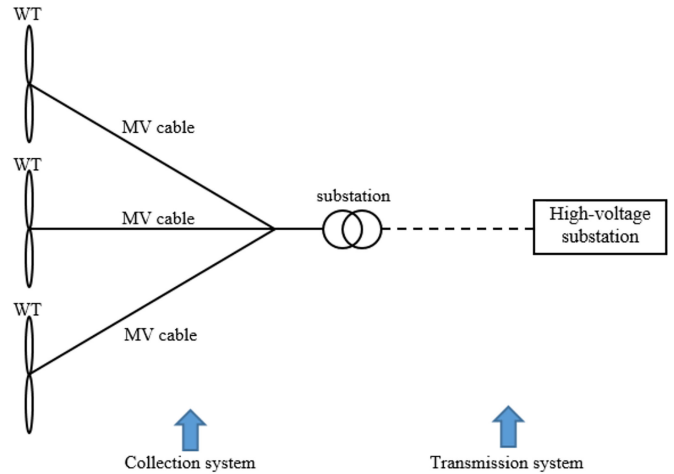 WT
MV cable
WT
substation
MV cable
High-voltage
substation
WT
MV cable
Collection system
Transmission system